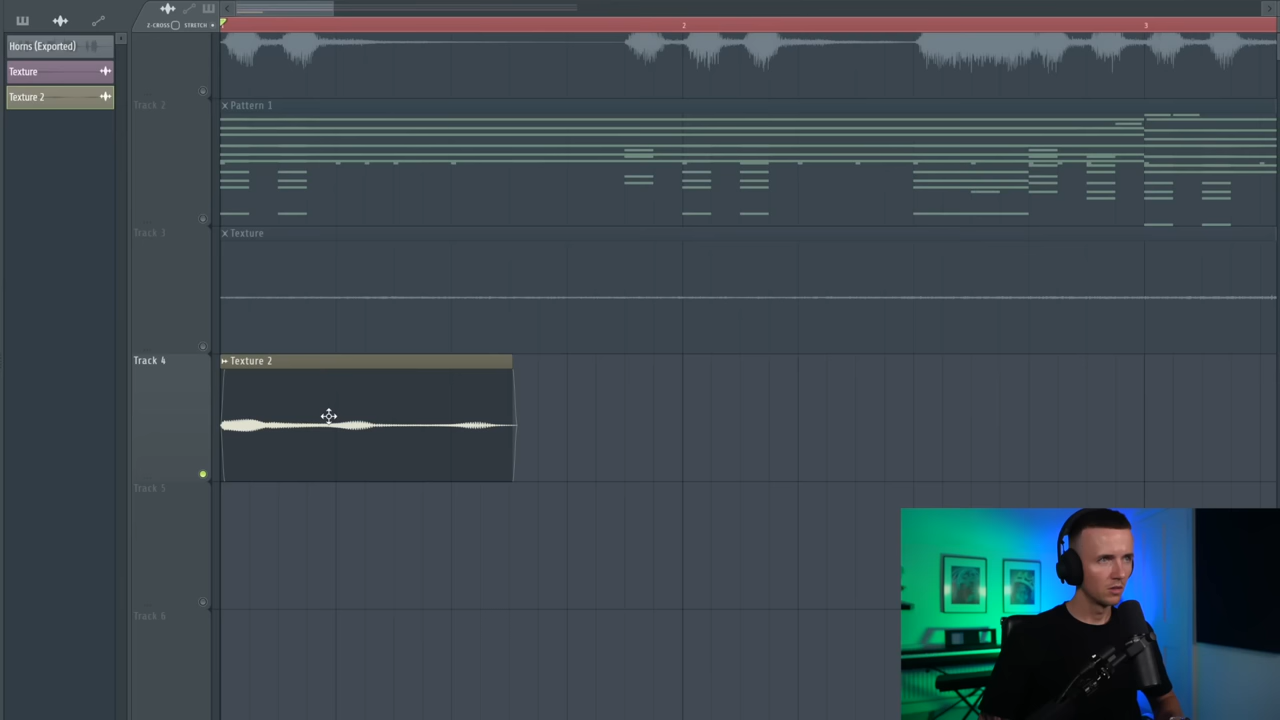 Z-CROSS STRETCH
2
3
Horns (Exported)
Texture
Texture 2
Track 2
Pattern 1
Track 3
Texture
Track 4
Texture 2
Track 5
Track 6